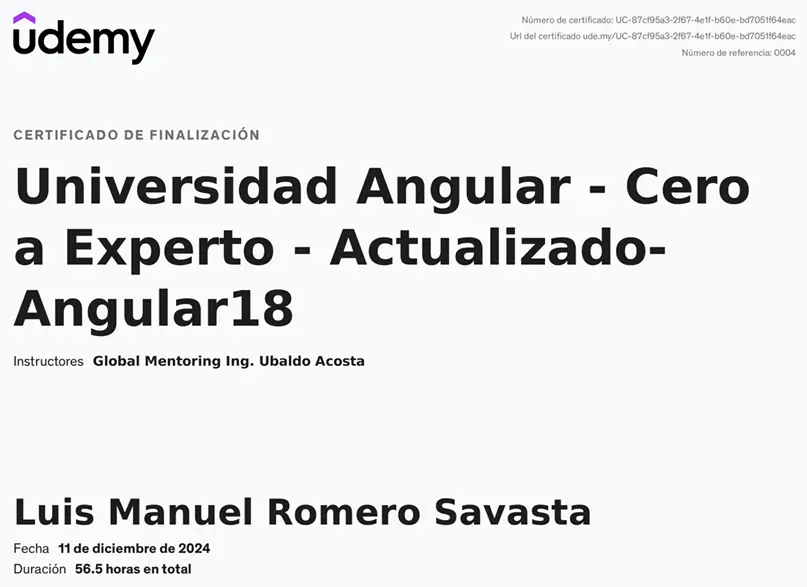 udemy
Número de certificado: UC-87cf95a3-2f67-4e1f-b60e-bd7051f64eac
Url del certificado ude.my/UC-87cf95a3-2f67-4e1f-b60e-bd7051f64eac
Número de referencia: 0004
CERTIFICADO DE FINALIZACIÓN
Universidad Angular - Cero
a Experto - Actualizado-
Angular18
Instructores Global Mentoring Ing. Ubaldo Acosta
Luis Manuel Romero Savasta
Fecha 11 de diciembre de 2024
Duración 56.5 horas en total